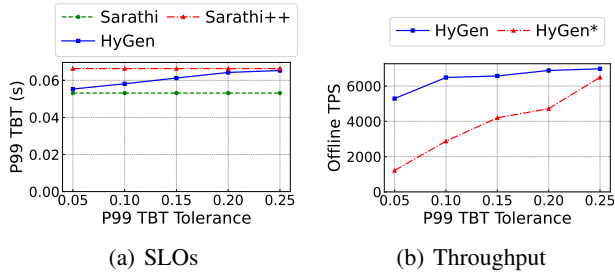 Sarathi Sarathi++
HyGen
P99 TBT (s)
0.06
0.04
0.02
0.00
0.05 0.10 0.15 0.20 0.25
P99 TBT Tolerance
(a) SLOs
HyGen HyGen*
Offline TPS
6000
4000
2000
0
0.05 0.10 0.15 0.20 0.25
P99 TBT Tolerance
(b) Throughput